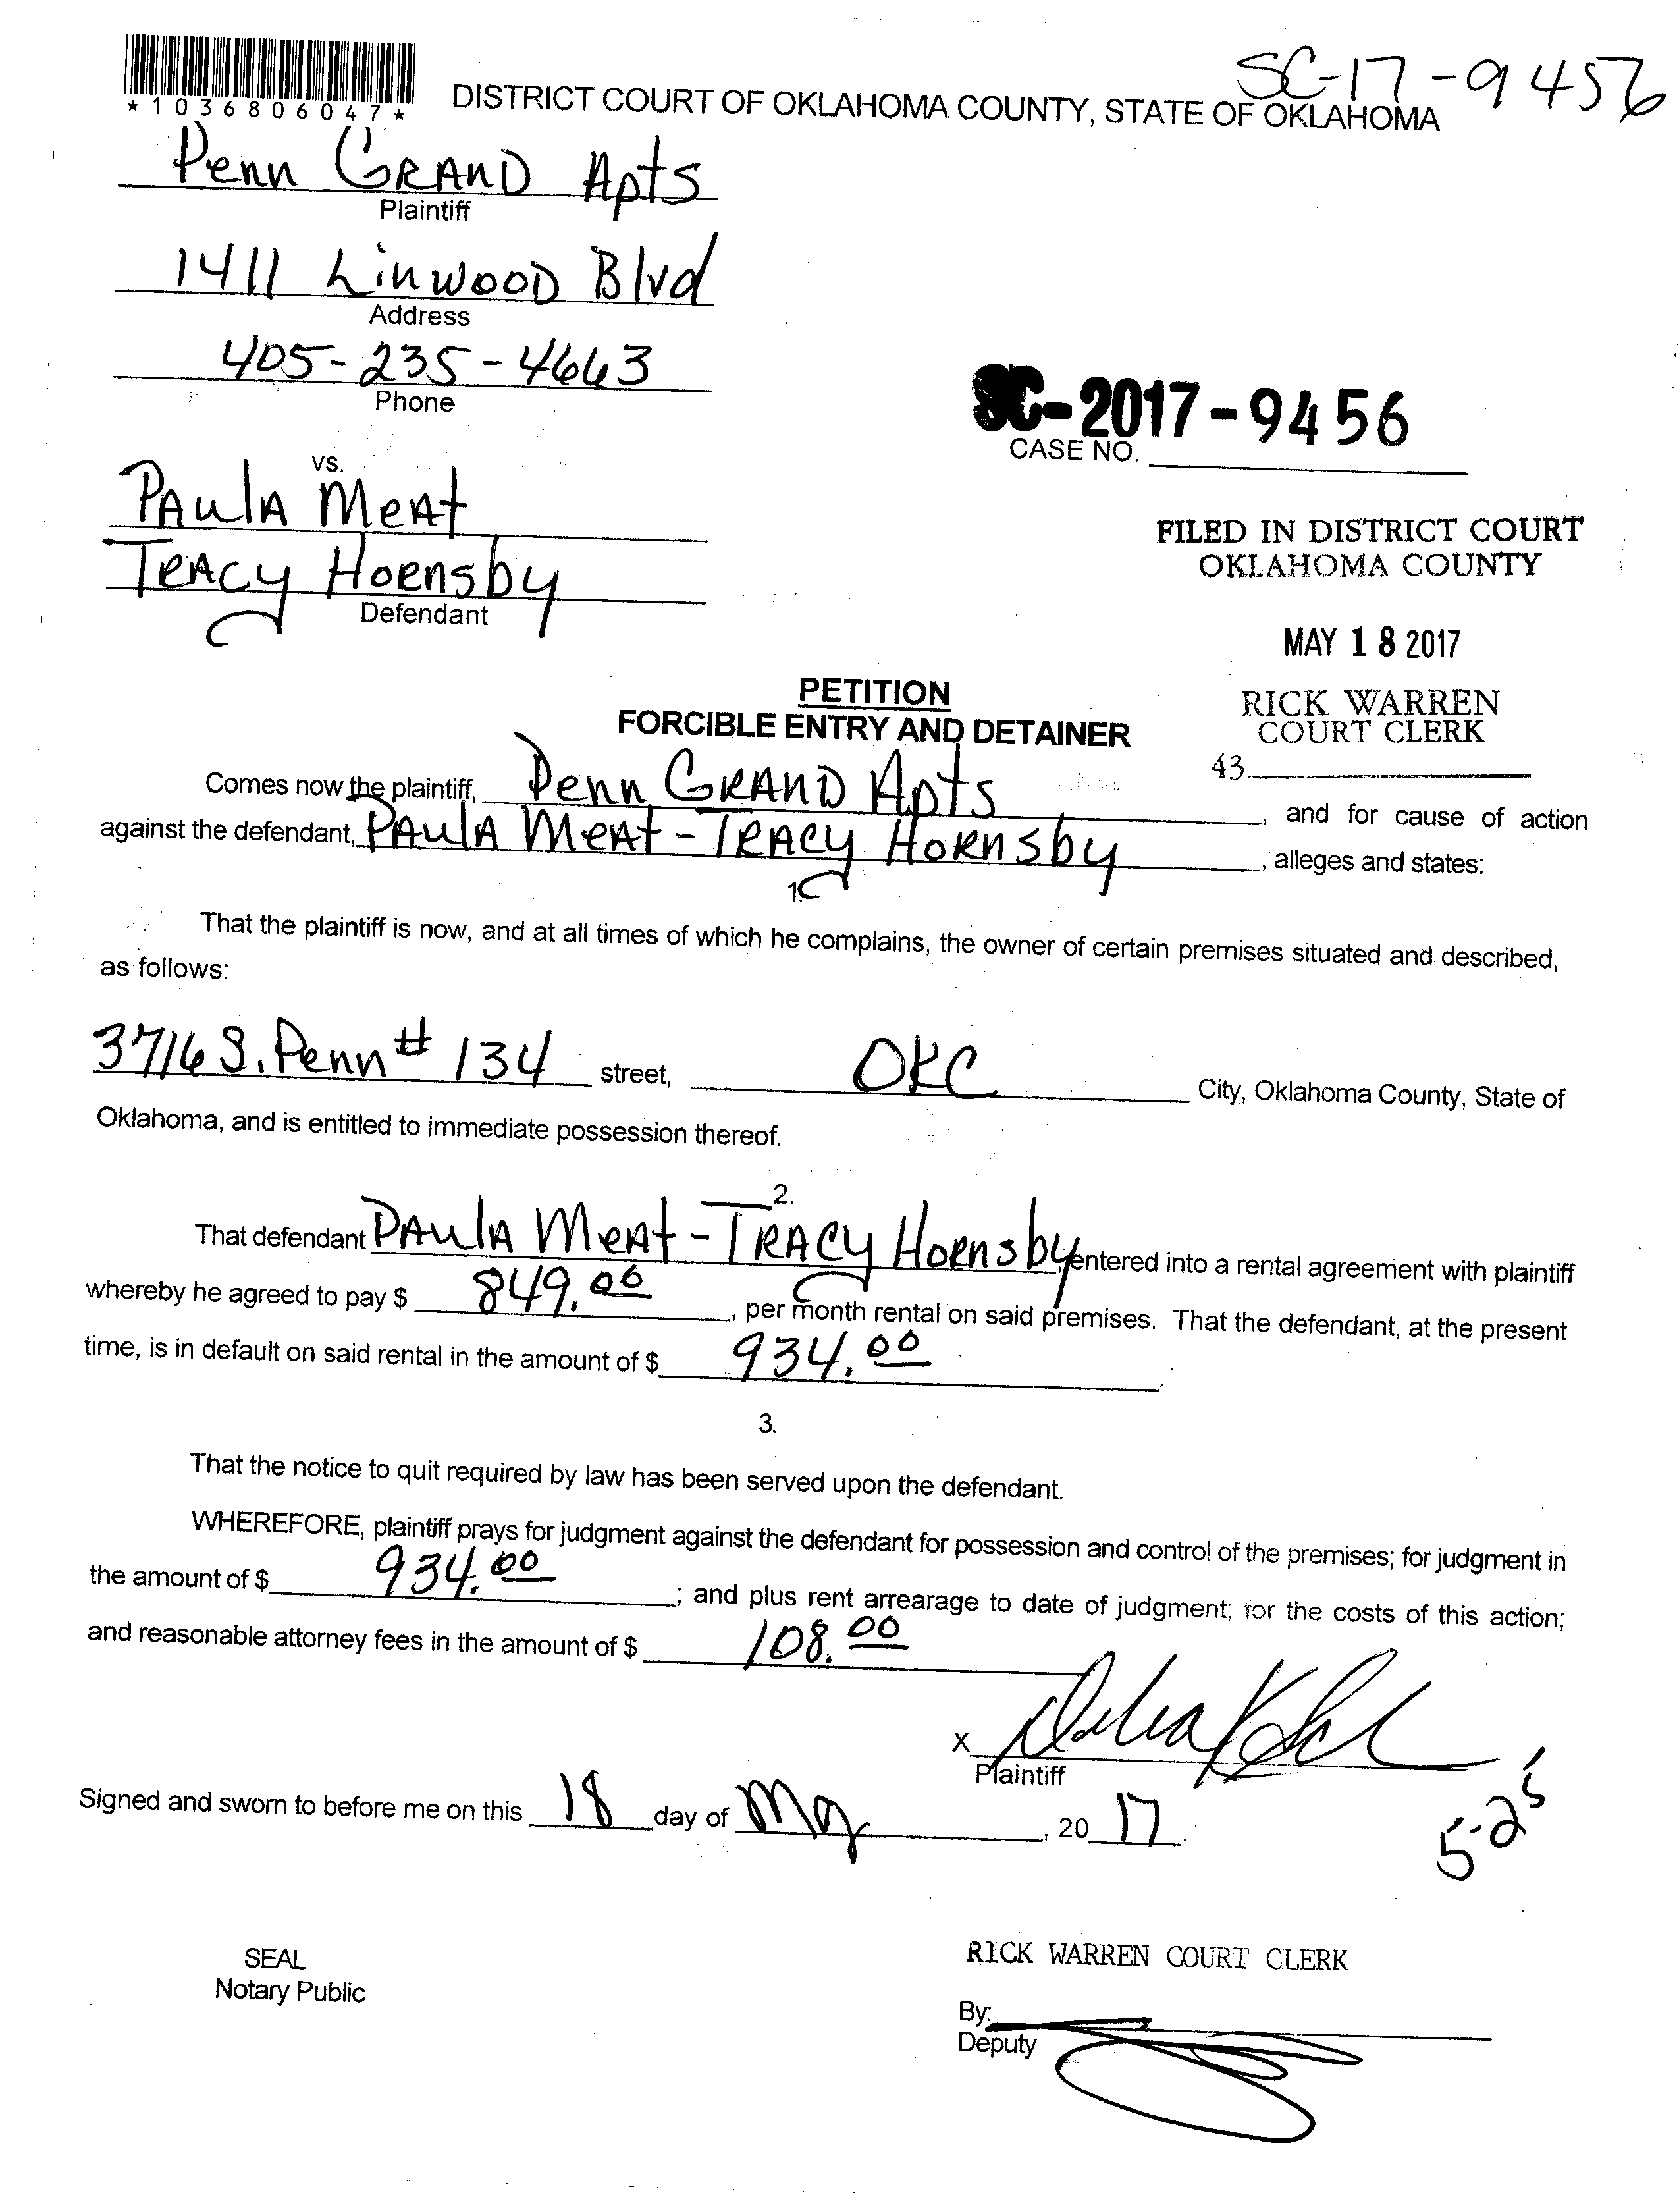 *1036806047*
SC-17-9456
DISTRICT COURT OF OKLAHOMA COUNTY, STATE OF OKLAHOMA
Penn GRAND Apts
Plaintiff
1411 Linwood Blvd
Address
405-235-4663
Phone
SC-2017-9456
CASE NO.
vs.
PAulA MeAt
TRACy HoRnsby
Defendant
FILED IN DISTRICT COURT
OKLAHOMA COUNTY
MAY 18 2017
RICK WARREN
COURT CLERK
43
PETITION
FORCIBLE ENTRY AND DETAINER
Comes now the plaintiff, Penn GRAND Apts, and for cause of action
against the defendant, PAulA MeAt - TRACy HoRnsby, alleges and states:
1.
That the plaintiff is now, and at all times of which he complains, the owner of certain premises situated and described,
as follows:
3716 S. Penn # 134 street, OKC City, Oklahoma County, State of
Oklahoma, and is entitled to immediate possession thereof.
2.
That defendant PAulA MeAt - TRACy HoRnsby, entered into a rental agreement with plaintiff
whereby he agreed to pay $ 849.00, per month rental on said premises. That the defendant, at the present
time, is in default on said rental in the amount of $ 934.00.
3.
That the notice to quit required by law has been served upon the defendant.
WHEREFORE, plaintiff prays for judgment against the defendant for possession and control of the premises; for judgment in
the amount of $ 934.00; and plus rent arrearage to date of judgment; for the costs of this action;
and reasonable attorney fees in the amount of $ 108.00
X
Plaintiff
Signed and sworn to before me on this 18 day of May, 2017.
5-25
SEAL
Notary Public
RICK WARREN COURT CLERK
By:
Deputy